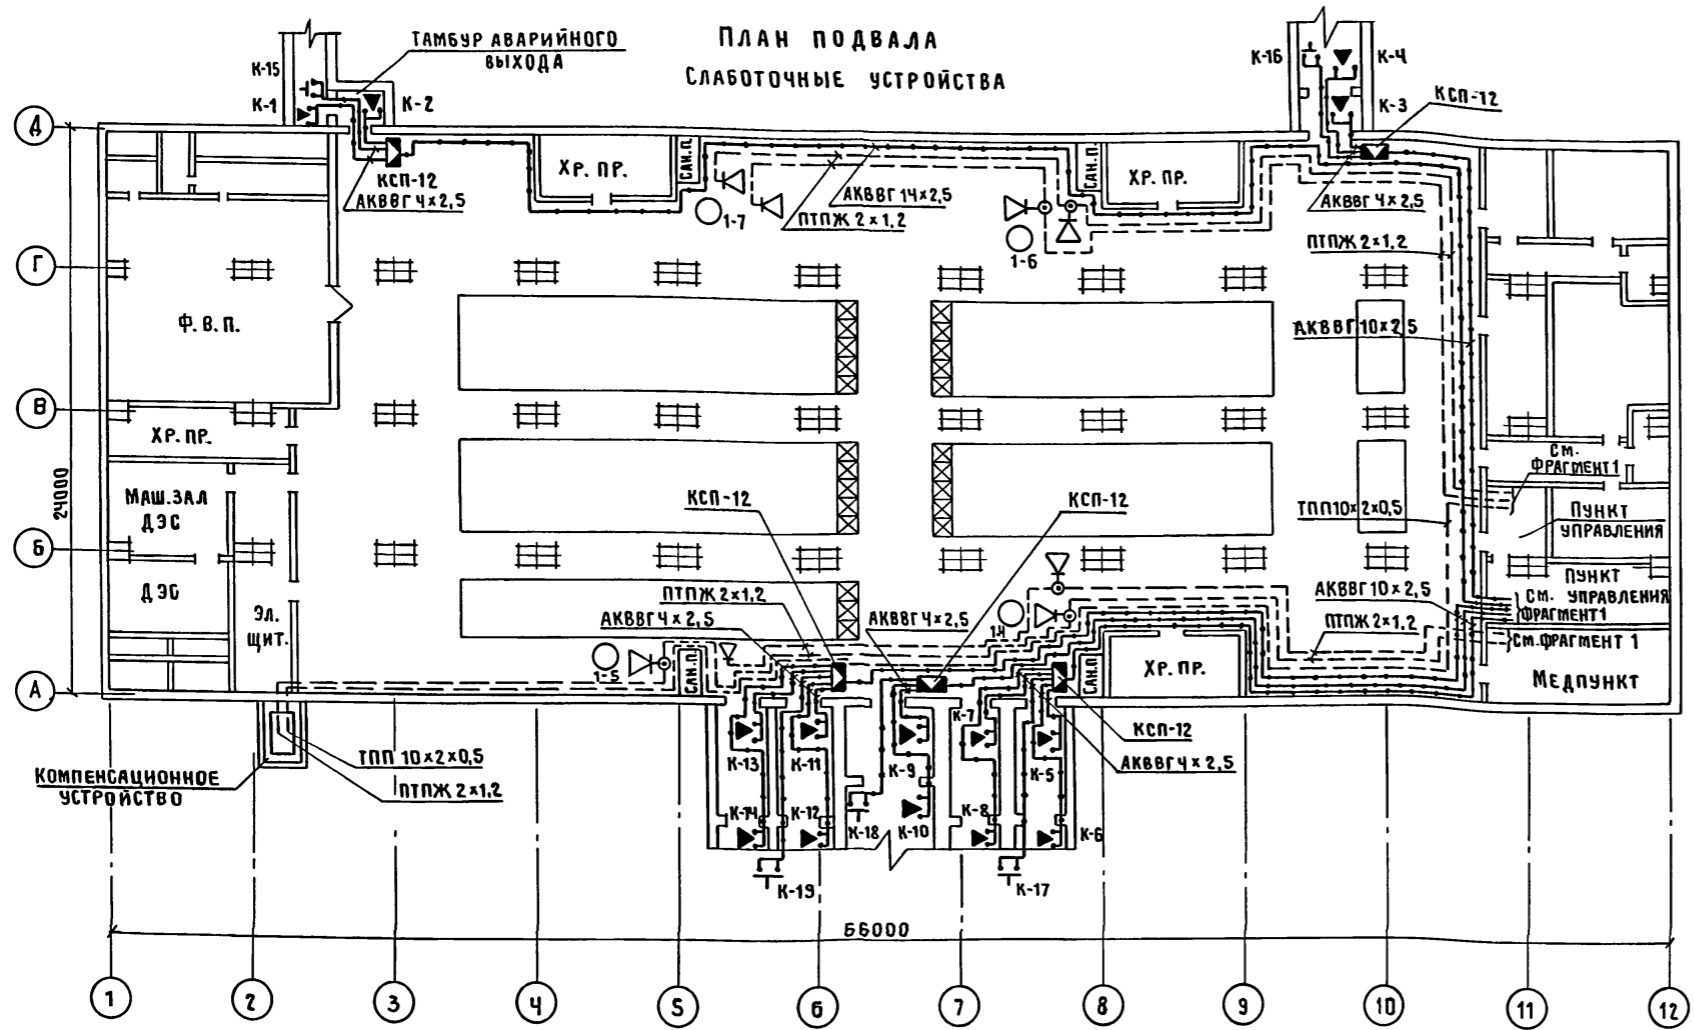 ПЛАН ПОДВАЛА
СЛАБОТОЧНЫЕ УСТРОЙСТВА
ТАМБУР АВАРИЙНОГО
ВЫХОДА
К-15
К-1
К-2
К-16
К-4
К-3
КСП-12
Д
КСП-12
АКВВГ 4×2,5
ХР. ПР.
САН.П.
1-7
АКВВГ 14×2,5
ПТПЖ 2×1,2
1-6
САН.П.
ХР. ПР.
АКВВГ 4×2,5
ПТПЖ 2×1,2
Г
Ф. В. П.
АКВВГ 10×2,5
В
ХР. ПР.
24000
МАШ. ЗАЛ
ДЭС
КСП-12
КСП-12
СМ.
ФРАГМЕНТ 1
ТПП 10×2×0,5
ПУНКТ
УПРАВЛЕНИЯ
Б
ДЭС
ЭЛ.
ЩИТ.
ПТПЖ 2×1,2
АКВВГ 4×2,5
АКВВГ 4×2,5
1-4
АКВВГ 10×2,5
ПТПЖ 2×1,2
ПУНКТ
УПРАВЛЕНИЯ
СМ.
ФРАГМЕНТ 1
СМ. ФРАГМЕНТ 1
1-5
САН.П.
САН.П.
ХР. ПР.
МЕДПУНКТ
А
К-7
КСП-12
АКВВГ 4×2,5
ТПП 10×2×0,5
ПТПЖ 2×1,2
КОМПЕНСАЦИОННОЕ
УСТРОЙСТВО
К-13
К-11
К-9
К-5
К-14
К-12
К-18
К-10
К-8
К-6
К-19
К-17
66000
1
2
3
4
5
6
7
8
9
10
11
12